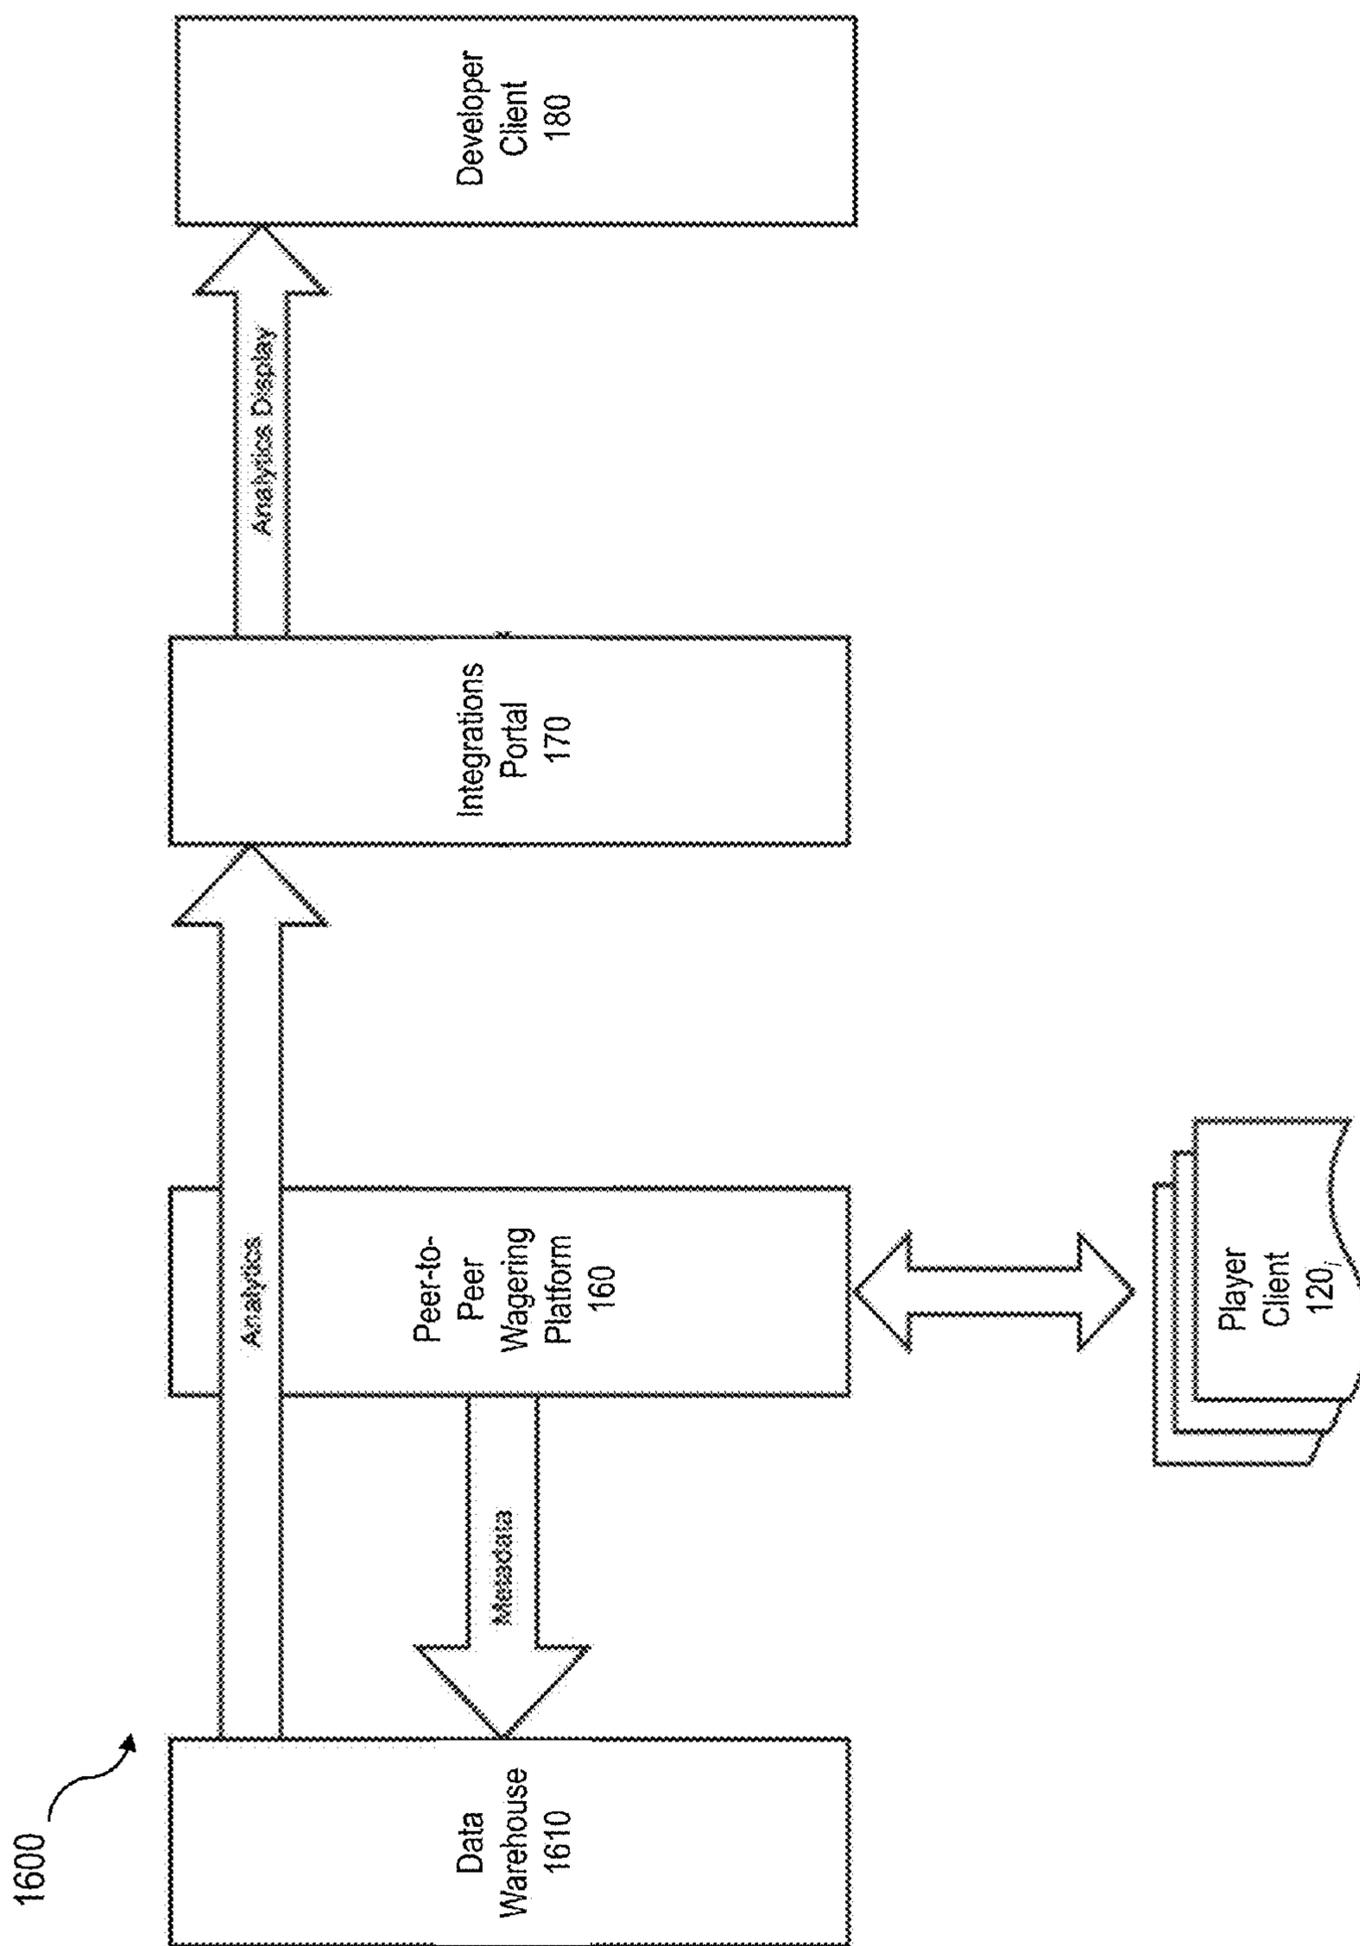 1600
Data
Warehouse
1610
Metadata
Analytics
Peer-to-
Peer
Wagering
Platform
160
Player
Client
120i
Integrations
Portal
170
Analytics Display
Developer
Client
180